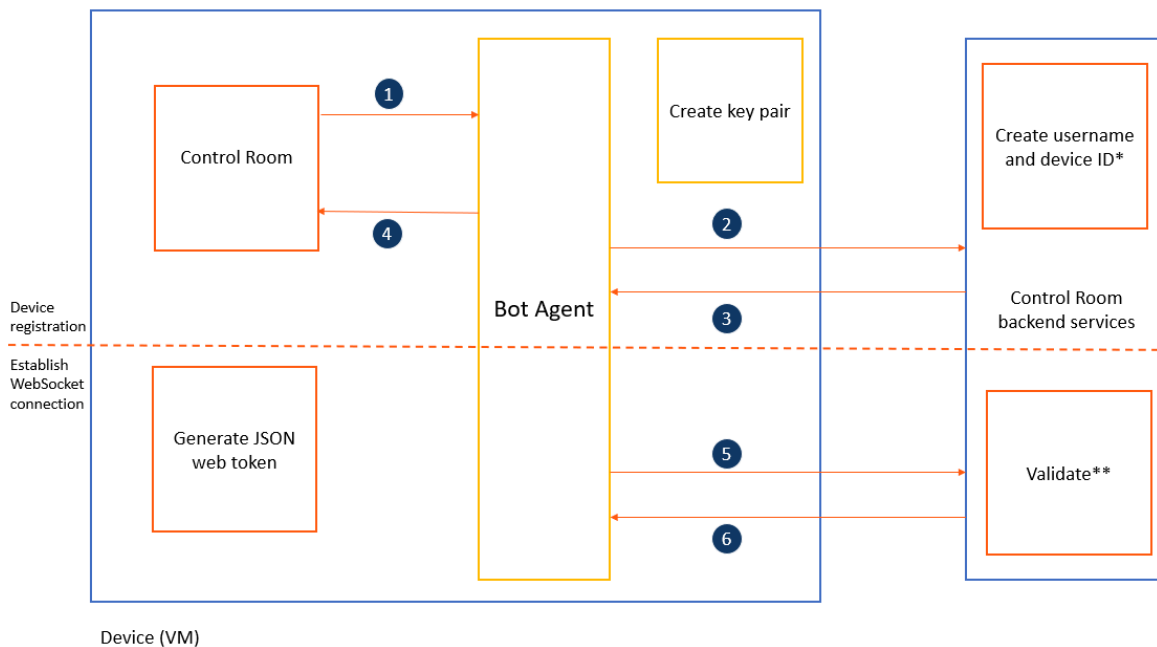 1
Create key pair
Create username
and device ID*
Control Room
4
2
Bot Agent
3
Control Room
backend services
Device
registration
Establish
WebSocket
connection
Generate JSON
web token
5
Validate**
6
Device (VM)